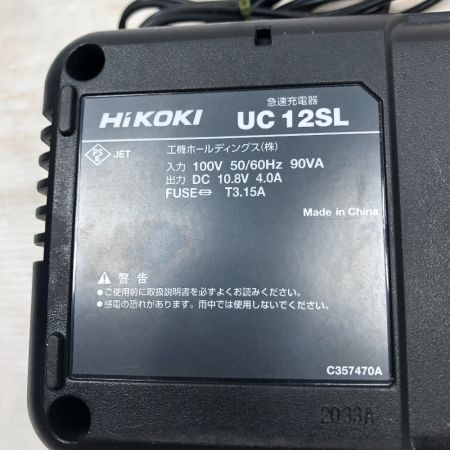 急速充電器
HiKOKI UC 12SL
PS E JET
工機ホールディングス(株)
入力 100V 50/60Hz 90VA
出力 DC 10.8V 4.0A
FUSE T3.15A
Made in China
警告
●ご使用前に取扱説明書を必ずよくお読みください。
●感電の恐れがあります。雨中では使用しないでください。
C357470A
2033A